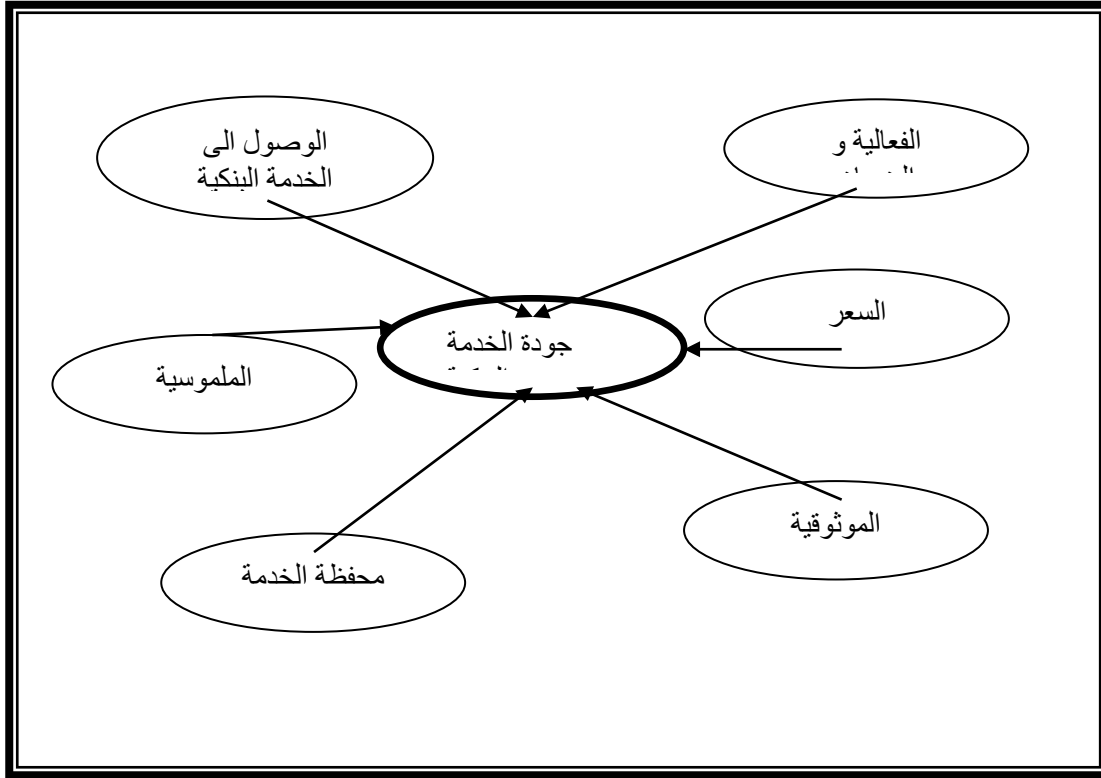 الفعالية و
الوصول الى
الخدمة البنكية
السعر
جودة الخدمة
الملموسية
الموثوقية
محفظة الخدمة